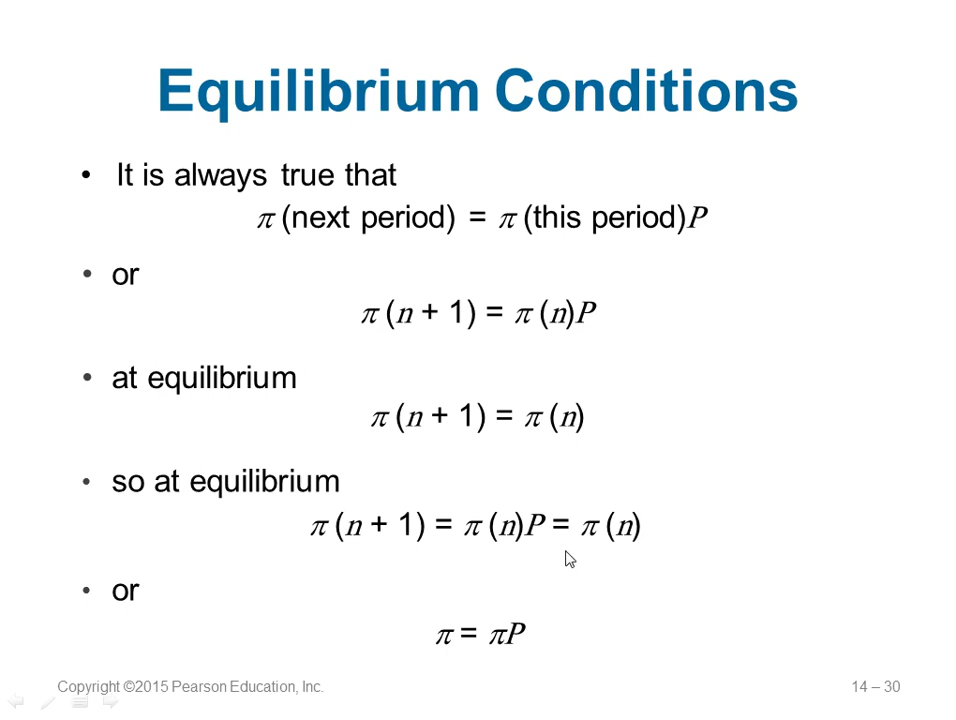 Equilibrium Conditions
• It is always true that
π (next period) = π (this period)P
• or
π (n + 1) = π (n)P
• at equilibrium
π (n + 1) = π (n)
• so at equilibrium
π (n + 1) = π (n)P = π (n)
• or
π = πP
Copyright ©2015 Pearson Education, Inc.
14 – 30